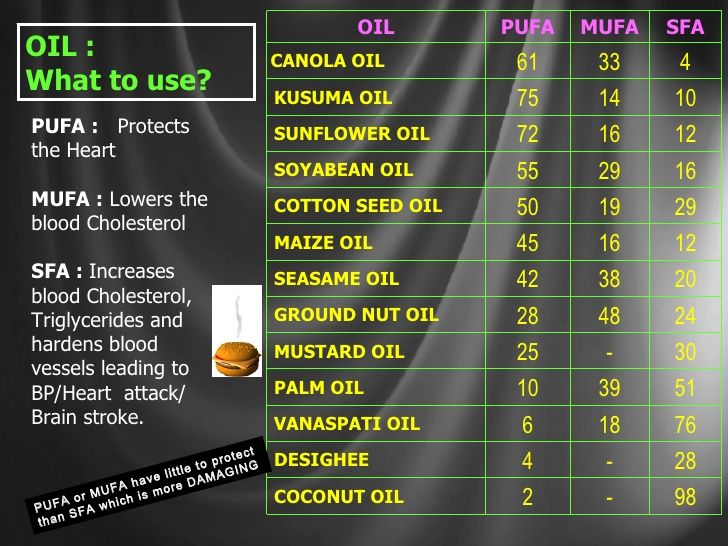 OIL :
What to use?
PUFA : Protects
the Heart
MUFA : Lowers the
blood Cholesterol
SFA : Increases
blood Cholesterol,
Triglycerides and
hardens blood
vessels leading to
BP/Heart attack/
Brain stroke.
PUFA or MUFA have little to protect
than SFA which is more DAMAGING
OIL PUFA MUFA SFA
CANOLA OIL 61 33 4
KUSUMA OIL 75 14 10
SUNFLOWER OIL 72 16 12
SOYABEAN OIL 55 29 16
COTTON SEED OIL 50 19 29
MAIZE OIL 45 16 12
SEASAME OIL 42 38 20
GROUND NUT OIL 28 48 24
MUSTARD OIL 25 - 30
PALM OIL 10 39 51
VANASPATI OIL 6 18 76
DESIGHEE 4 - 28
COCONUT OIL 2 - 98